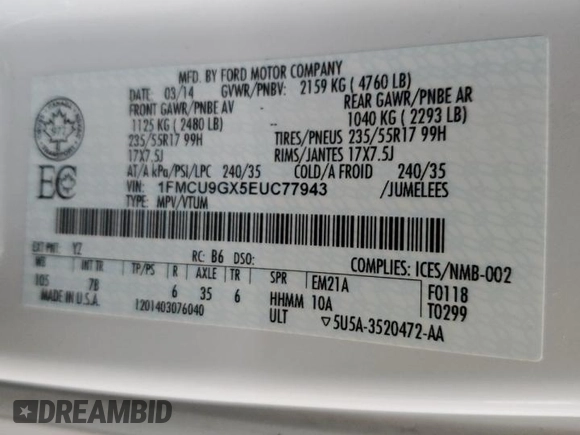 MFD. BY FORD MOTOR COMPANY
DATE: 03/14 GVWR/PNBV: 2159 KG ( 4760 LB)
FRONT GAWR/PNBE AV REAR GAWR/PNBE AR
1125 KG ( 2480 LB) 1040 KG ( 2293 LB)
235/55R17 99H TIRES/PNEUS 235/55R17 99H
17X7.5J RIMS/JANTES 17X7.5J
AT/A kPa/PSI/LPC 240/35 COLD/A FROID 240/35
VIN: 1FMCU9GX5EUC77943 /JUMELEES
TYPE: MPV/VTUM
EXT PNT: YZ RC: B6 DSO: COMPLIES: ICES/NMB-002
WB INT TR TP/PS R AXLE TR SPR EM21A F0118
105 7B 6 35 6 HHMM 10A T0299
MADE IN U.S.A. 1201403076040 ULT ▽5U5A-3520472-AA
EC
DREAMBID